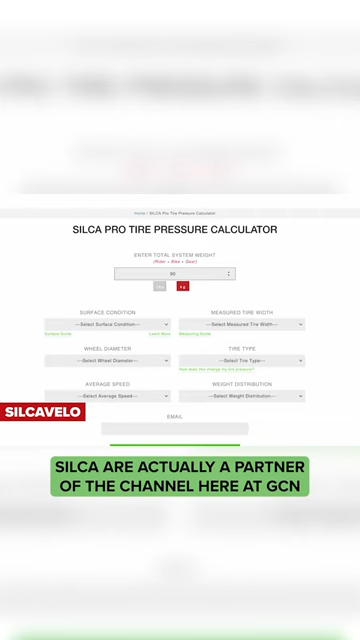 Home / SILCA Pro Tire Pressure Calculator
SILCA PRO TIRE PRESSURE CALCULATOR
ENTER TOTAL SYSTEM WEIGHT
(Rider + Bike + Gear)
90
Lbs
Kg
SURFACE CONDITION
MEASURED TIRE WIDTH
---Select Surface Condition---
---Select Measured Tire Width---
Surface Guide
Learn More
Measuring Guide
WHEEL DIAMETER
TIRE TYPE
---Select Wheel Diameter---
---Select Tire Type---
How does this change my tire pressure?
AVERAGE SPEED
WEIGHT DISTRIBUTION
---Select Average Speed---
---Select Weight Distribution---
SILCAVELO
EMAIL
SILCA ARE ACTUALLY A PARTNER
OF THE CHANNEL HERE AT GCN